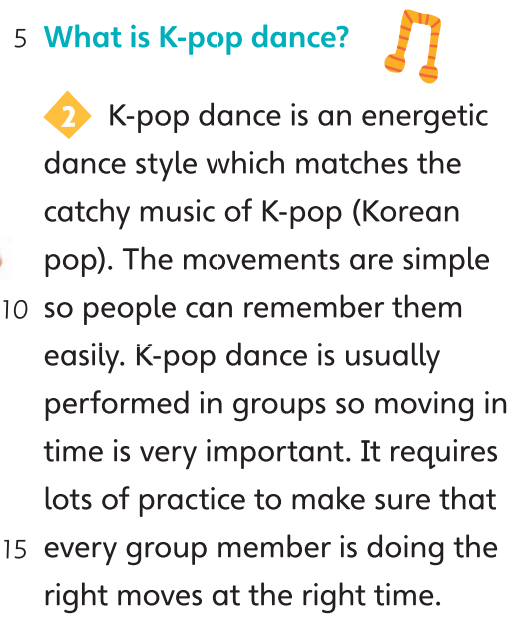 5 What is K-pop dance?
2 K-pop dance is an energetic
dance style which matches the
catchy music of K-pop (Korean
pop). The movements are simple
10 so people can remember them
easily. K-pop dance is usually
performed in groups so moving in
time is very important. It requires
lots of practice to make sure that
15 every group member is doing the
right moves at the right time.